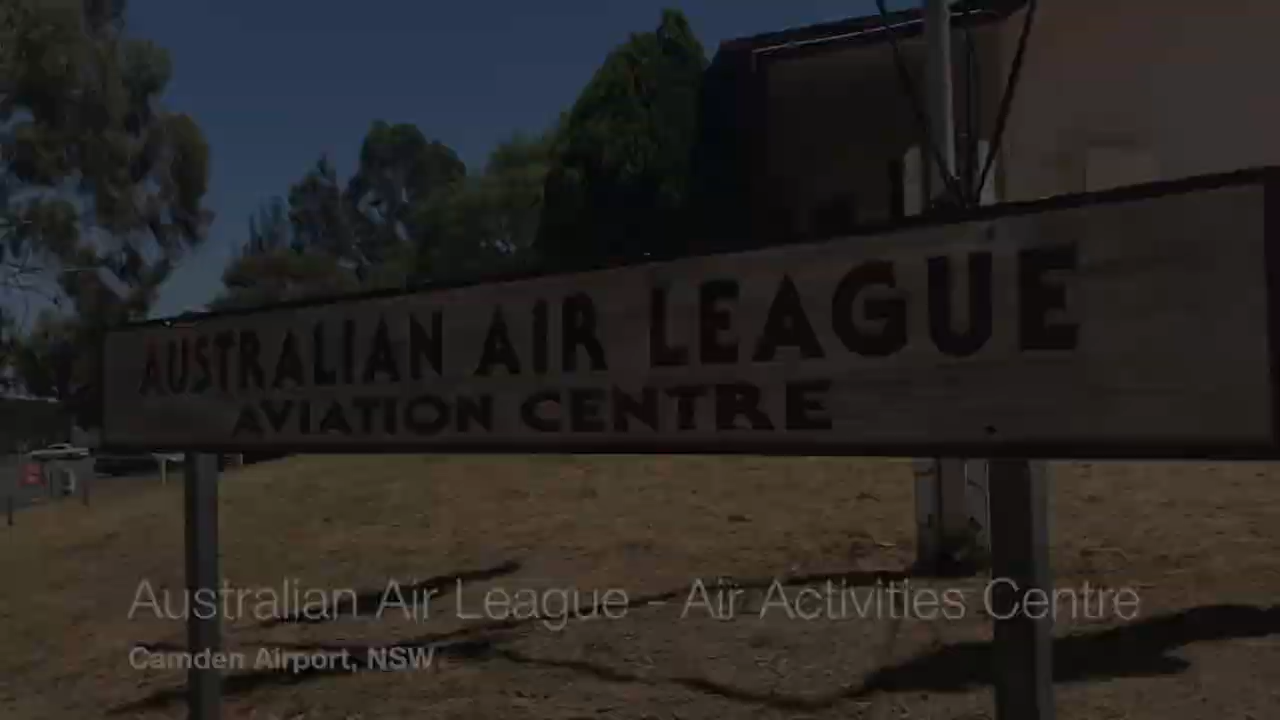 AUSTRALIAN AIR LEAGUE
AVIATION CENTRE
Australian Air League - Air Activities Centre
Camden Airport, NSW